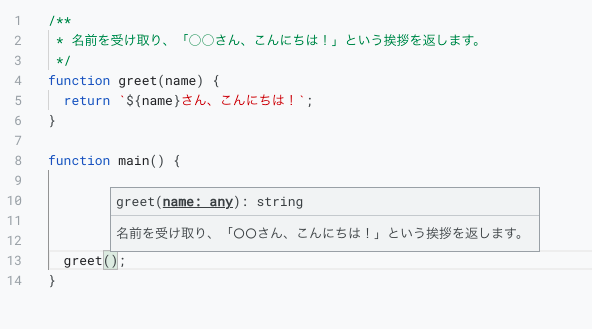 1 /**
2 * 名前を受け取り、「◯◯さん、こんにちは！」という挨拶を返します。
3 */
4 function greet(name) {
5 return `${name}さん、こんにちは！`;
6 }
7
8 function main() {
9
10 greet(name: any): string
11
12 名前を受け取り、「〇〇さん、こんにちは！」という挨拶を返します。
13 greet();
14 }